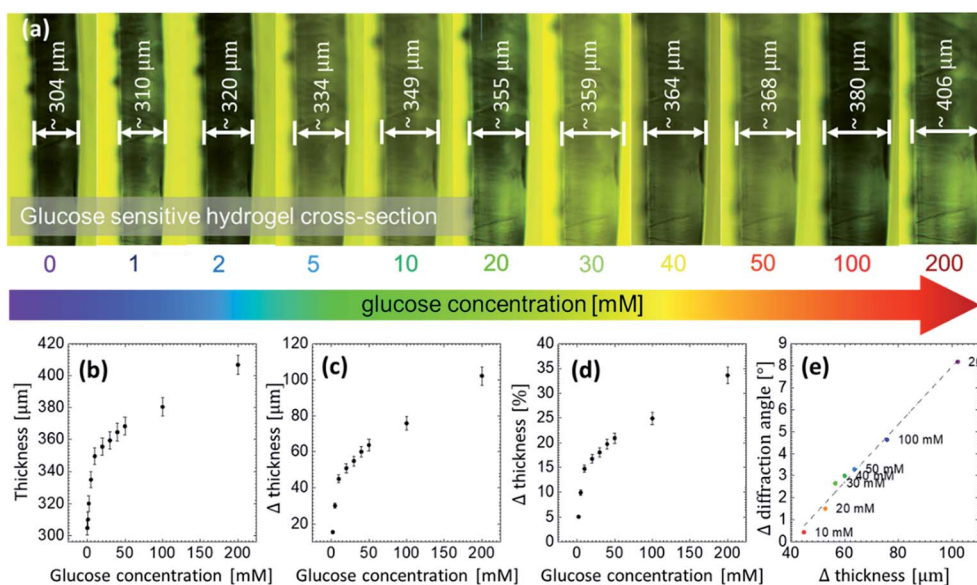 (a)
~ 304 µm
~ 310 µm
~ 320 µm
~ 334 µm
~ 349 µm
~ 355 µm
~ 359 µm
~ 364 µm
~ 368 µm
~ 380 µm
~ 406 µm
Glucose sensitive hydrogel cross-section
0 1 2 5 10 20 30 40 50 100 200
glucose concentration [mM]
(b)
Thickness [µm]
420
400
380
360
340
320
300
0 50 100 150 200
Glucose concentration [mM]
(c)
Δ thickness [µm]
120
100
80
60
40
20
0 50 100 150 200
Glucose concentration [mM]
(d)
Δ thickness [%]
40
35
30
25
20
15
10
5
0
0 50 100 150 200
Glucose concentration [mM]
(e)
Δ diffraction angle [°]
9
8
7
6
5
4
3
2
1
0
100 mM
50 mM
40 mM
30 mM
20 mM
10 mM
40 60 80 100
Δ thickness [µm]